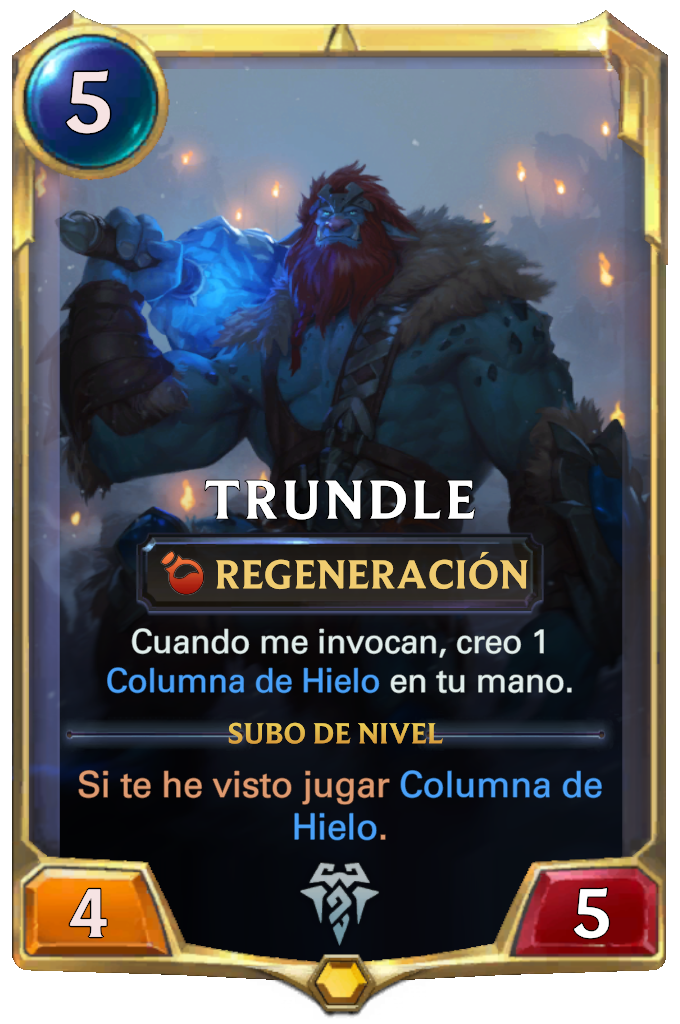 5
TRUNDLE
REGENERACIÓN
Cuando me invocan, creo 1
Columna de Hielo en tu mano.
SUBO DE NIVEL
Si te he visto jugar Columna de
Hielo.
4
5